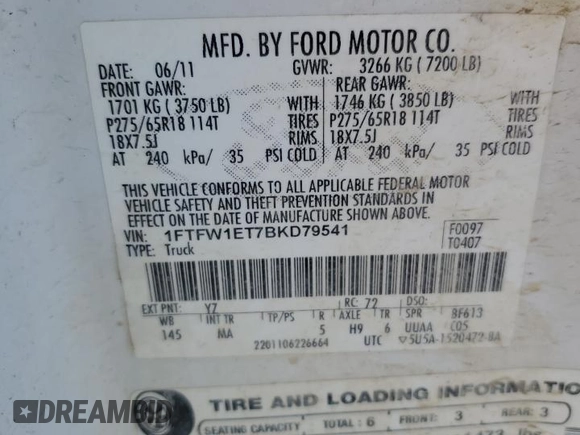 MFD. BY FORD MOTOR CO.
DATE: 06/11 GVWR: 3266 KG ( 7200 LB)
FRONT GAWR: REAR GAWR:
1701 KG ( 3750 LB) WITH 1746 KG ( 3850 LB) WITH
P275/65R18 114T TIRES P275/65R18 114T TIRES
18X7.5J RIMS 18X7.5J RIMS
AT 240 kPa/ 35 PSI COLD AT 240 kPa/ 35 PSI COLD
THIS VEHICLE CONFORMS TO ALL APPLICABLE FEDERAL MOTOR
VEHICLE SAFETY AND THEFT PREVENTION STANDARDS IN
EFFECT ON THE DATE OF MANUFACTURE SHOWN ABOVE.
VIN: 1FTFW1ET7BKD79541 F0097
TYPE: Truck T0407
EXT PNT: Y7 RC: 72 DSO:
WB INT TR TP/PS R AXLE TR SPR BF613
145 MA 5 H9 6 UUAA C05
2201106226664 UTC 5U5A-1520472-BA
TIRE AND LOADING INFORMATIO
SEATING CAPACITY TOTAL : 6 FRONT: 3 REAR: 3
DREAMBID